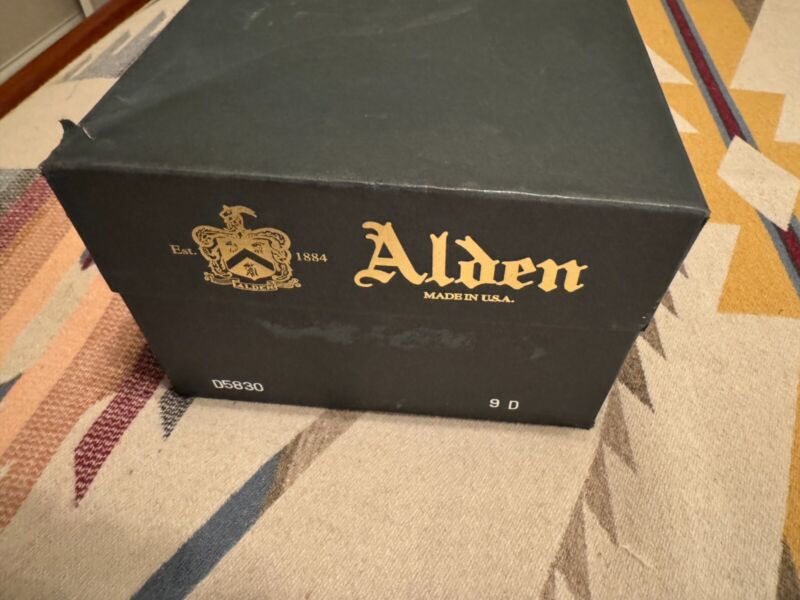 Est. 1884
ALDEN
Alden
MADE IN U.S.A.
D5830
9 D